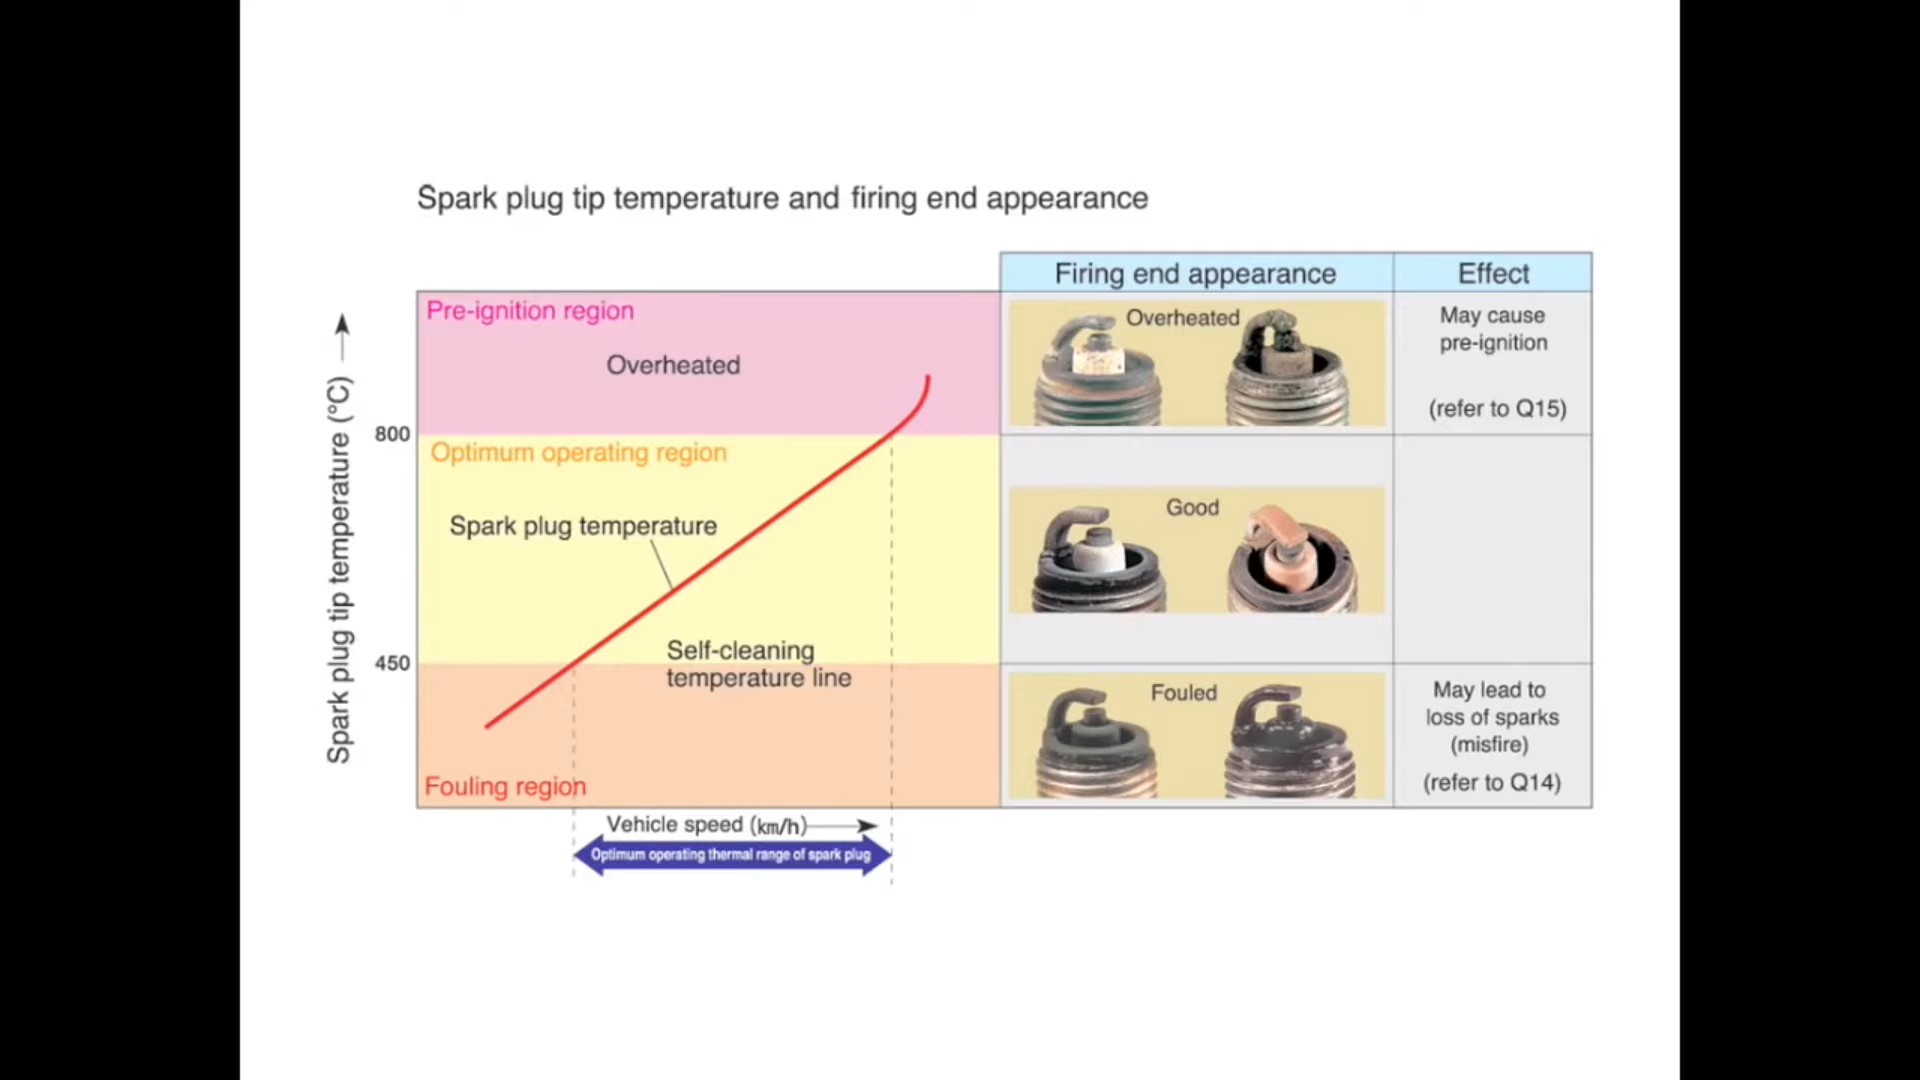 Spark plug tip temperature and firing end appearance
Firing end appearance
Effect
Spark plug tip temperature (°C)
Pre-ignition region
Overheated
800
Optimum operating region
Spark plug temperature
450
Self-cleaning
temperature line
Fouling region
Vehicle speed (km/h)
Optimum operating thermal range of spark plug
Overheated
May cause
pre-ignition
(refer to Q15)
Good
Fouled
May lead to
loss of sparks
(misfire)
(refer to Q14)